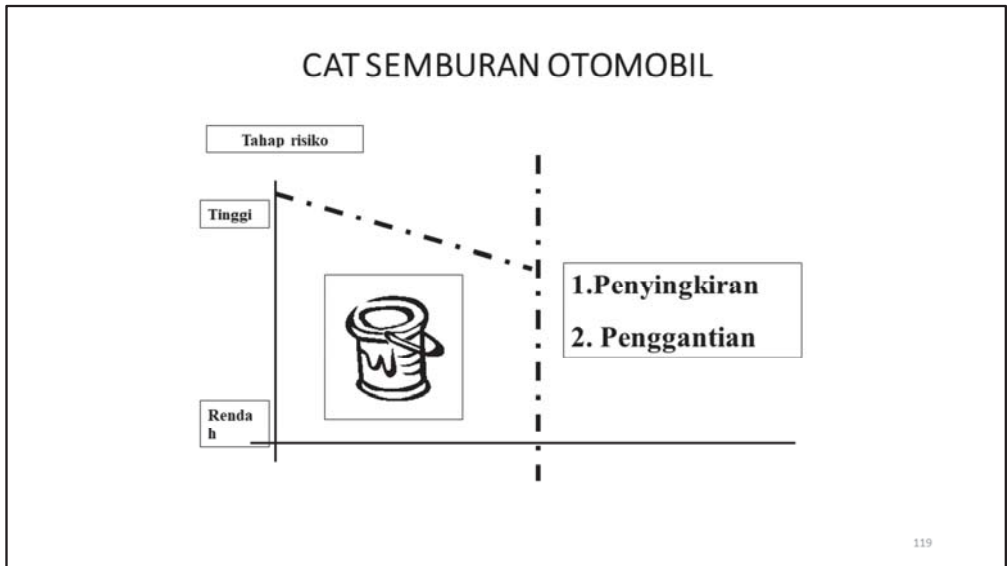 CAT SEMBURAN OTOMOBIL
Tahap risiko
Tinggi
1.Penyingkiran
2. Penggantian
Renda
h
119